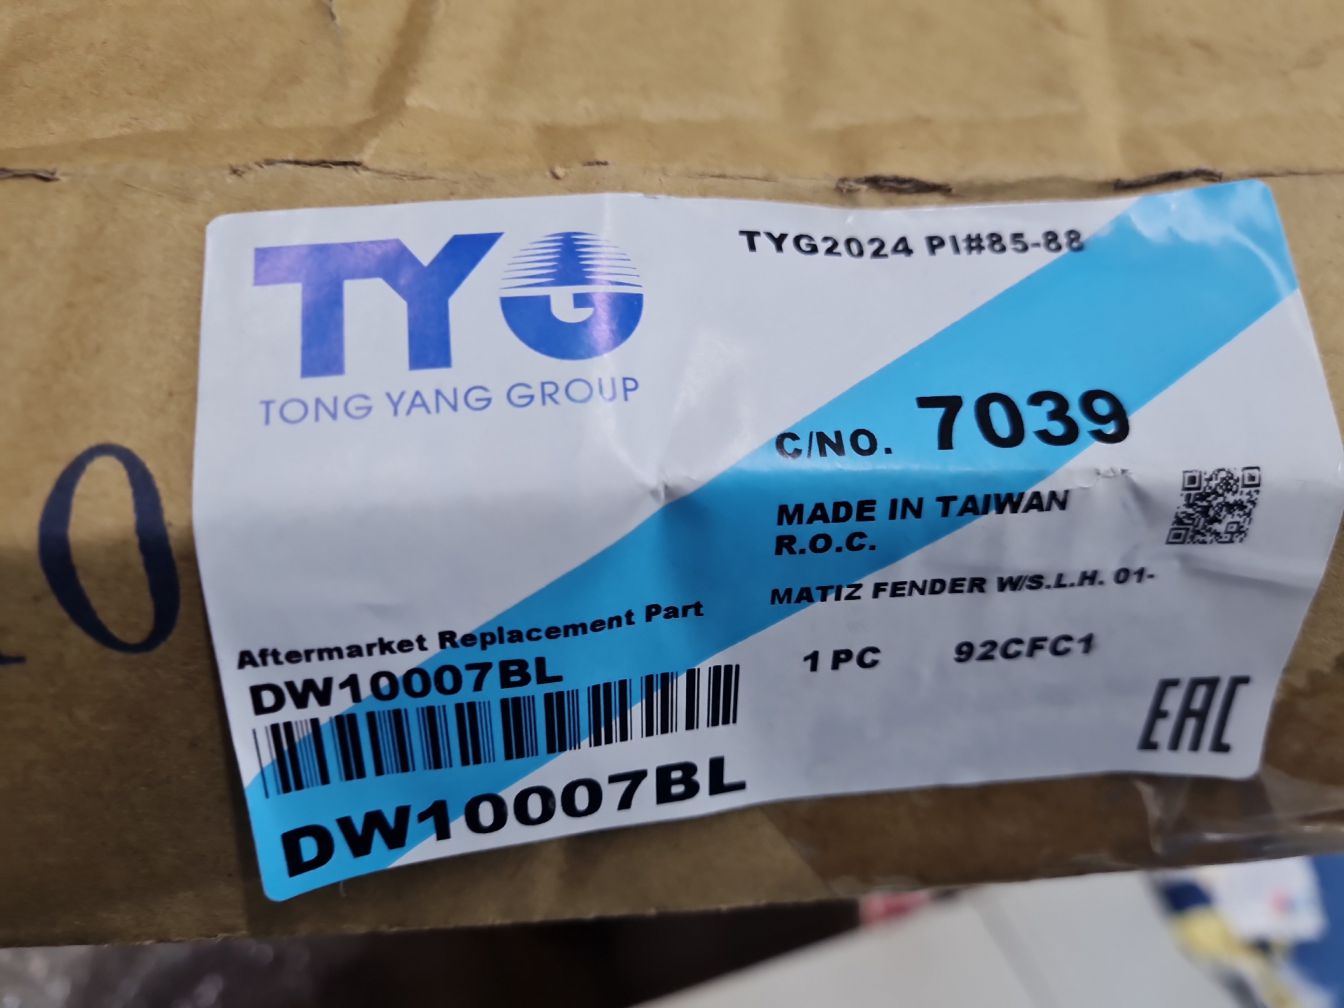 TYG
TONG YANG GROUP
TYG2024 PI#85-88
C/NO. 7039
MADE IN TAIWAN
R.O.C.
MATIZ FENDER W/S.L.H. 01-
1 PC 92CFC1
Aftermarket Replacement Part
DW10007BL
DW10007BL
EAC
0